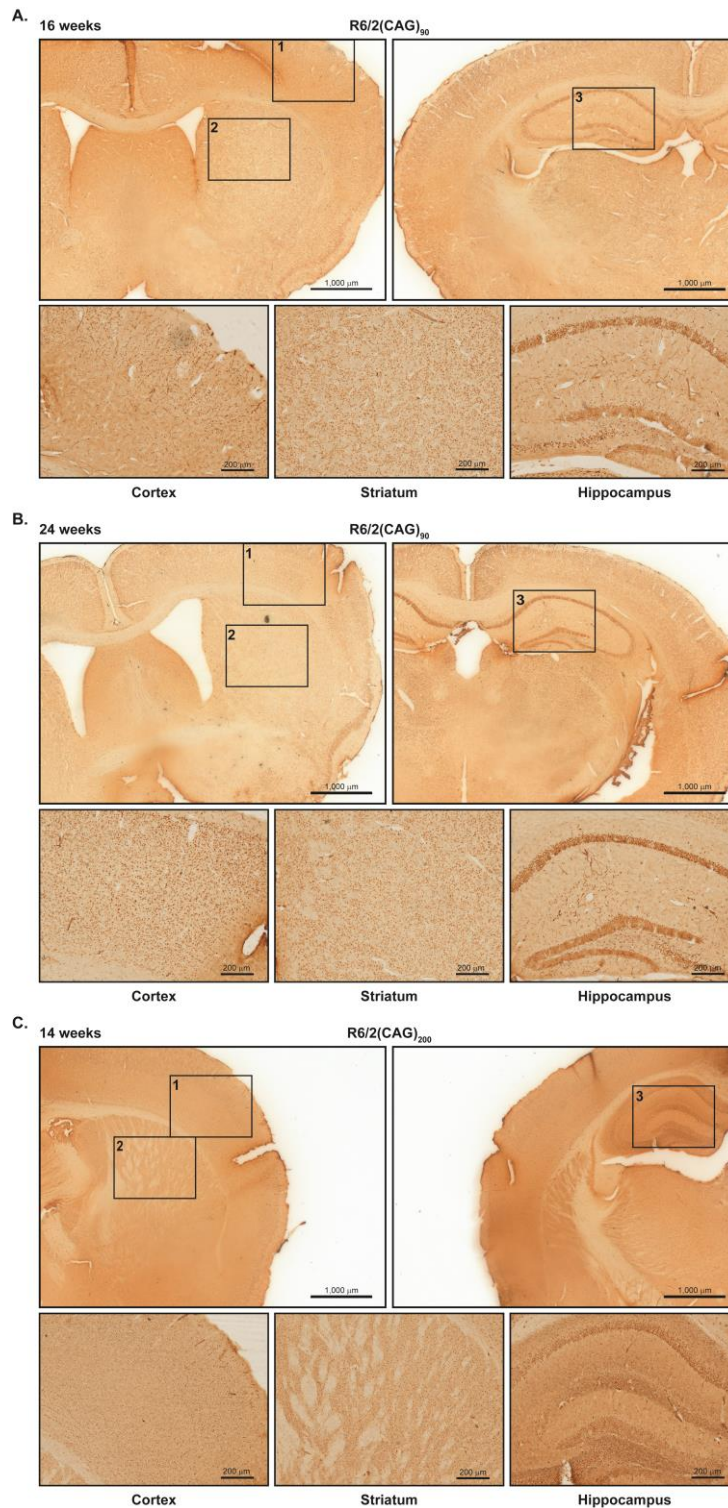 A.
16 weeks R6/2(CAG)90
1
2
1,000 µm
3
1,000 µm
200 µm
200 µm
200 µm
Cortex Striatum Hippocampus
B.
24 weeks R6/2(CAG)90
1
2
1,000 µm
3
1,000 µm
200 µm
200 µm
200 µm
Cortex Striatum Hippocampus
C.
14 weeks R6/2(CAG)200
1
2
1,000 µm
3
1,000 µm
200 µm
200 µm
200 µm
Cortex Striatum Hippocampus